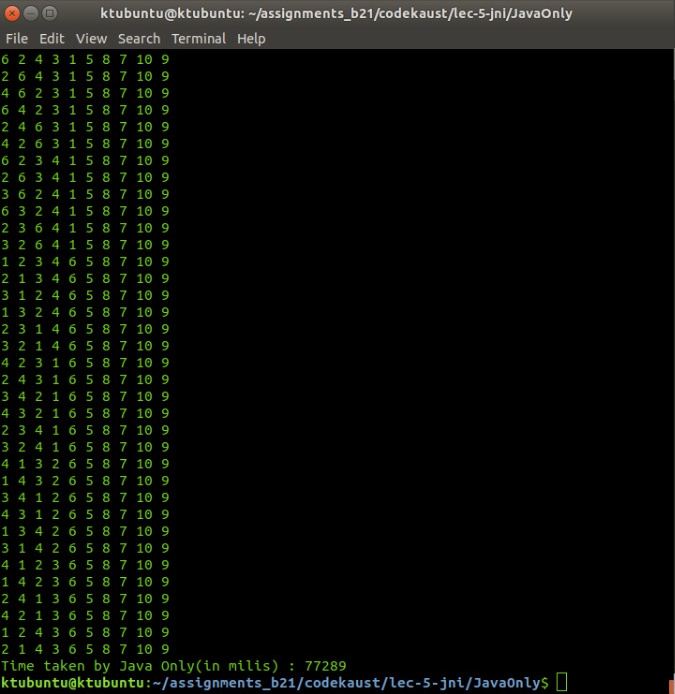 ktubuntu@ktubuntu: ~/assignments_b21/codekaust/lec-5-jni/JavaOnly
File Edit View Search Terminal Help
6 2 4 3 1 5 8 7 10 9
2 6 4 3 1 5 8 7 10 9
4 6 2 3 1 5 8 7 10 9
6 4 2 3 1 5 8 7 10 9
2 4 6 3 1 5 8 7 10 9
4 2 6 3 1 5 8 7 10 9
6 2 3 4 1 5 8 7 10 9
2 6 3 4 1 5 8 7 10 9
3 6 2 4 1 5 8 7 10 9
6 3 2 4 1 5 8 7 10 9
2 3 6 4 1 5 8 7 10 9
3 2 6 4 1 5 8 7 10 9
1 2 3 4 6 5 8 7 10 9
2 1 3 4 6 5 8 7 10 9
3 1 2 4 6 5 8 7 10 9
1 3 2 4 6 5 8 7 10 9
2 3 1 4 6 5 8 7 10 9
3 2 1 4 6 5 8 7 10 9
4 2 3 1 6 5 8 7 10 9
2 4 3 1 6 5 8 7 10 9
3 4 2 1 6 5 8 7 10 9
4 3 2 1 6 5 8 7 10 9
2 3 4 1 6 5 8 7 10 9
3 2 4 1 6 5 8 7 10 9
4 1 3 2 6 5 8 7 10 9
1 4 3 2 6 5 8 7 10 9
3 4 1 2 6 5 8 7 10 9
4 3 1 2 6 5 8 7 10 9
1 3 4 2 6 5 8 7 10 9
3 1 4 2 6 5 8 7 10 9
4 1 2 3 6 5 8 7 10 9
1 4 2 3 6 5 8 7 10 9
2 4 1 3 6 5 8 7 10 9
4 2 1 3 6 5 8 7 10 9
1 2 4 3 6 5 8 7 10 9
2 1 4 3 6 5 8 7 10 9
Time taken by Java Only(in milis) : 77289
ktubuntu@ktubuntu:~/assignments_b21/codekaust/lec-5-jni/JavaOnly$